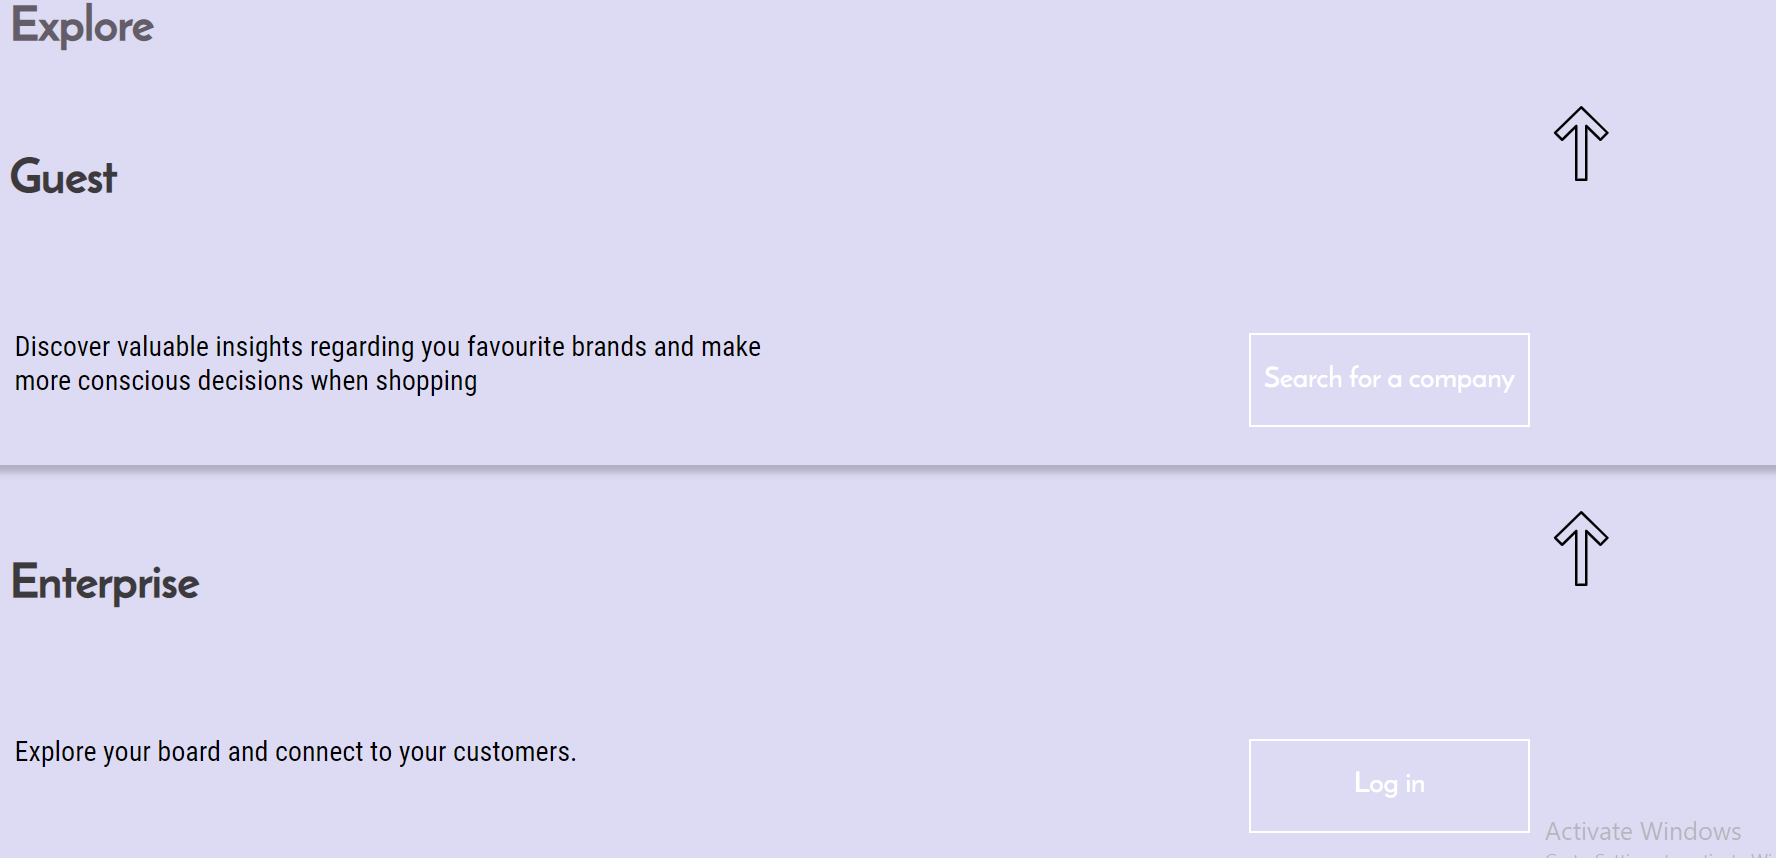 Explore
Guest
Discover valuable insights regarding you favourite brands and make
more conscious decisions when shopping
Search for a company
Enterprise
Explore your board and connect to your customers.
Log in
Activate Windows